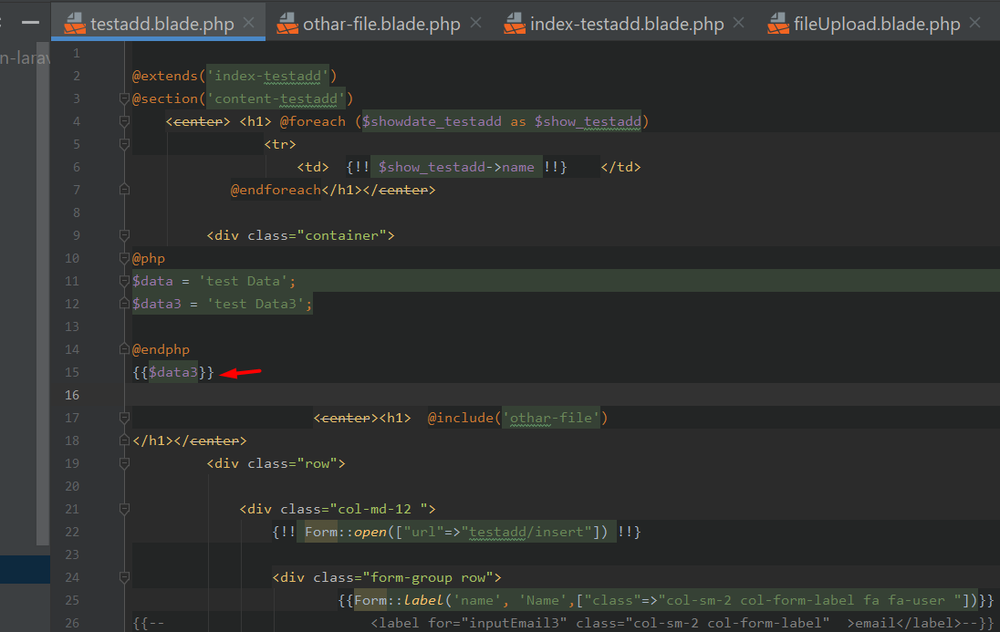 testadd.blade.php × othar-file.blade.php × index-testadd.blade.php × fileUpload.blade.php ×
n-larav
1
2 @extends('index-testadd')
3 @section('content-testadd')
4 <center> <h1> @foreach ($showdate_testadd as $show_testadd)
5 <tr>
6 <td> {!! $show_testadd->name !!} </td>
7 @endforeach</h1></center>
8
9 <div class="container">
10 @php
11 $data = 'test Data';
12 $data3 = 'test Data3';
13
14 @endphp
15 {{$data3}}
16
17 <center><h1> @include('othar-file')
18 </h1></center>
19 <div class="row">
20
21 <div class="col-md-12 ">
22 {!! Form::open(["url"=>"testadd/insert"]) !!}
23
24 <div class="form-group row">
25 {{Form::label('name', 'Name',["class"=>"col-sm-2 col-form-label fa fa-user "])}}
26 {{-- <label for="inputEmail3" class="col-sm-2 col-form-label" >email</label>--}}